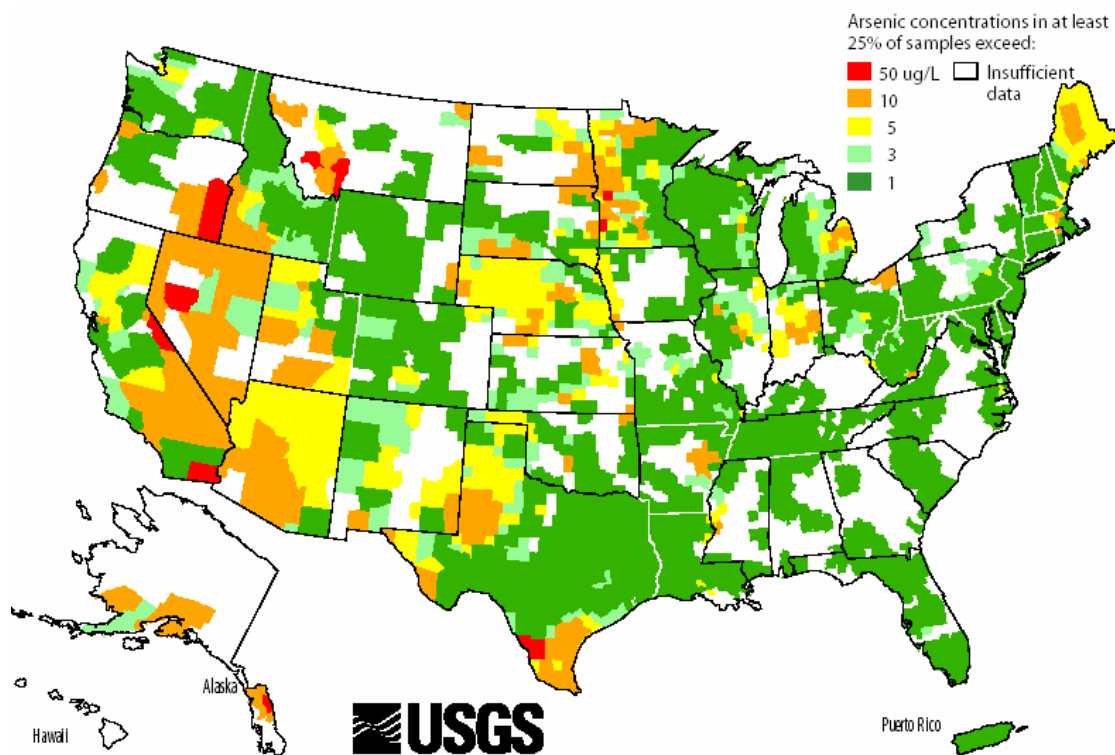 Arsenic concentrations in at least
25% of samples exceed:
50 ug/L
Insufficient
data
10
5
3
1
Alaska
Hawaii
USGS
Puerto Rico